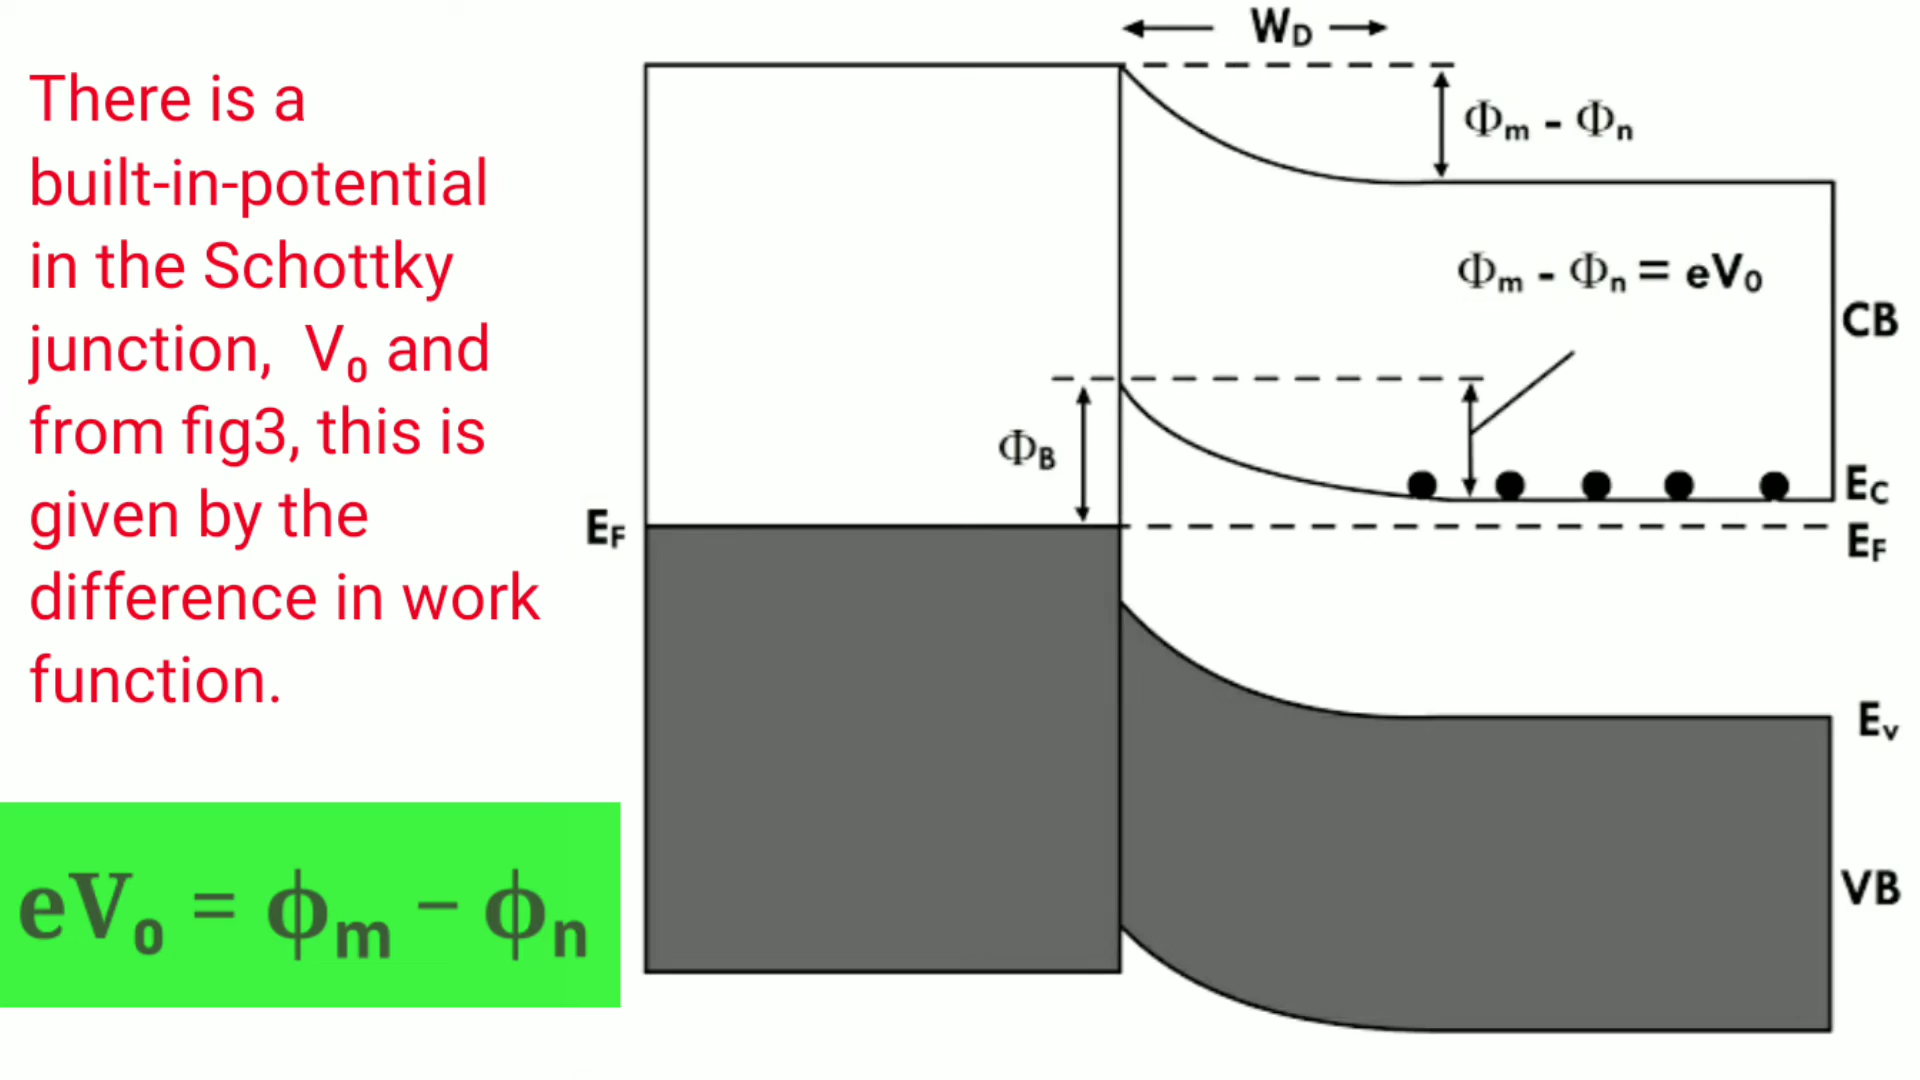 There is a
built-in-potential
in the Schottky
junction, V₀ and
from fig3, this is
given by the
difference in work
function.
eV₀ = ϕₘ − ϕₙ
W_D
Φₘ - Φₙ
Φₘ - Φₙ = eV₀
CB
Φ_B
E_C
E_F
E_F
E_v
VB